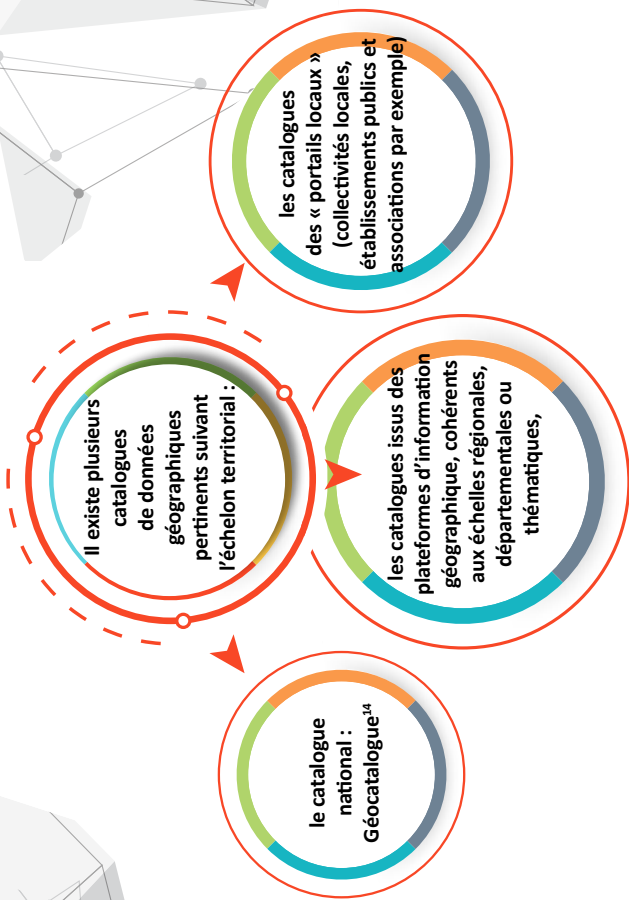 Il existe plusieurs
catalogues
de données
géographiques
pertinents suivant
l’échelon territorial :
le catalogue
national :
Géocatalogue14
les catalogues issus des
plateformes d’information
géographique, cohérents
aux échelles régionales,
départementales ou
thématiques,
les catalogues
des « portails locaux »
(collectivités locales,
établissements publics et
associations par exemple)